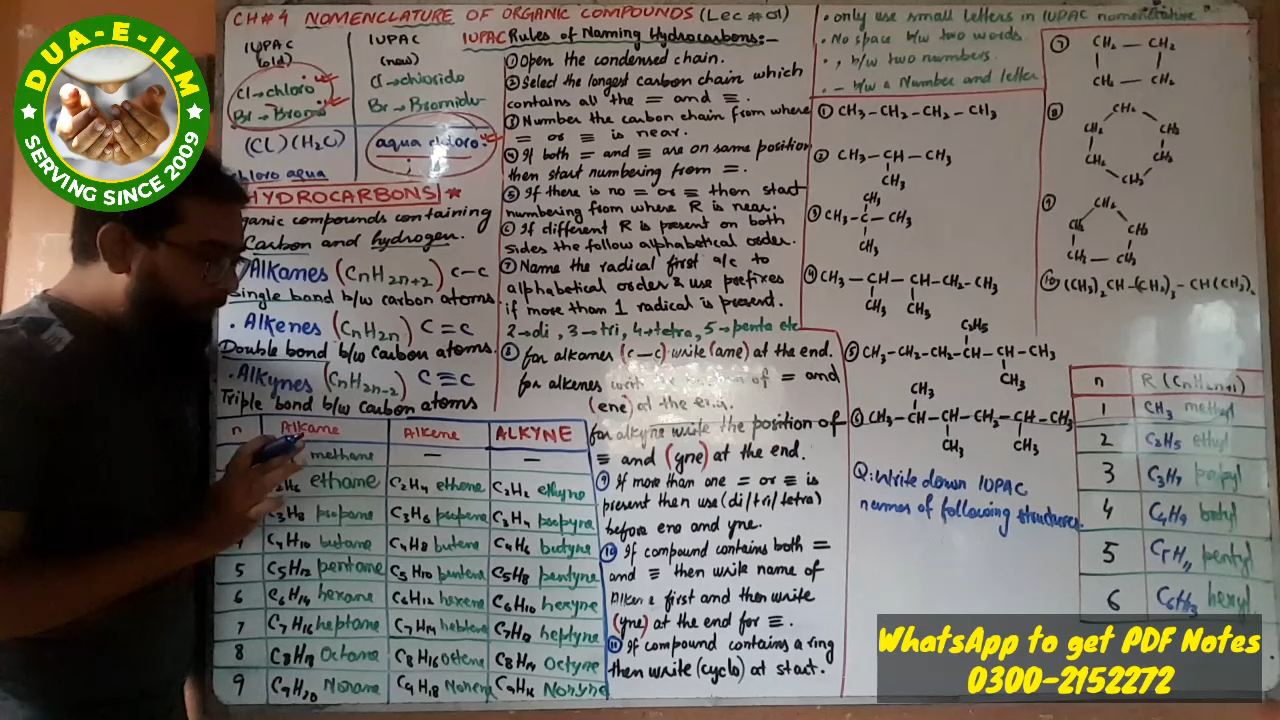 CH#4 NOMENCLATURE OF ORGANIC COMPOUNDS (Lec #01)
DUA-E-ILM
SERVING SINCE 2009
IUPAC
(old)
Cl→chloro
Br→Bromo
IUPAC
(new)
Cl→chlorido
Br→Bromido
(Cl)(H2O)
aqua chloro
chloro aqua
HYDROCARBONS
organic compounds containing
Carbon and hydrogen.
Alkanes (CnH2n+2) C-C
Single bond b/w carbon atoms.
. Alkenes (CnH2n) C=C
Double bond b/w Carbon atoms.
. Alkynes (CnH2n-2) C≡C
Triple bond b/w carbon atoms
n Alkane Alkene ALKYNE
methane — —
ethane C2H4 ethene C2H2 ethyne
C3H8 propane C3H6 propene C3H4 propyne
C4H10 butane C4H8 butene C4H6 butyne
5 C5H12 pentane C5H10 pentene C5H8 pentyne
6 C6H14 hexane C6H12 hexene C6H10 hexyne
7 C7H16 heptane C7H14 heptene C7H12 heptyne
8 C8H18 Octane C8H16 Octene C8H14 Octyne
9 C9H20 Nonane C9H18 Nonene C9H16 Nonyne
IUPAC Rules of Naming Hydrocarbons:-
① Open the condensed chain.
② Select the longest carbon chain which
contains all the = and ≡.
③ Number the carbon chain from where
= or ≡ is near.
④ If both = and ≡ are on same position
then start numbering from =.
⑤ If there is no = or ≡ then start
numbering from where R is near.
⑥ If different R is present on both
sides the follow alphabetical order.
⑦ Name the radical first a/c to
alphabetical order & use prefixes
if more than 1 radical is present.
2→di, 3→tri, 4→tetra, 5→penta etc
⑧ for alkanes (c-c) write (ane) at the end.
for alkenes write of = and
(ene) at the end.
for alkyne write the position of
≡ and (yne) at the end.
⑨ If more than one = or ≡ is
present then use (di/tri/tetra)
before ene and yne.
⑩ If compound contains both =
and ≡ then write name of
Alkene first and then write
(yne) at the end for ≡.
⑪ If compound contains a ring
then write (cyclo) at start.
. only use small letters in IUPAC nomenclature
. No space b/w two words
. , b/w two numbers.
. - b/w a Number and letter
① CH3-CH2-CH2-CH3
② CH3-CH-CH3
CH3
CH3
③ CH3-C-CH3
CH3
④ CH3-CH-CH-CH2-CH3
CH3 CH3
C2H5
⑤ CH3-CH2-CH2-CH-CH-CH3
CH3
CH3
⑥ CH3-CH-CH-CH2-CH-CH3
CH3 CH3
Q: Write down IUPAC
names of following structures.
⑦ CH2-CH2
CH2-CH2
⑧ CH2
CH2 CH2
CH2 CH2
CH2
⑨ CH2
CH2 CH2
CH2-CH2
⑩ (CH3)2CH-(CH2)3-CH(CH3)2
n R(CnH2n+1)
1 CH3 methyl
2 C2H5 ethyl
3 C3H7 propyl
4 C4H9 butyl
5 C5H11 pentyl
6 C6H13 hexyl
WhatsApp to get PDF Notes
0300-2152272